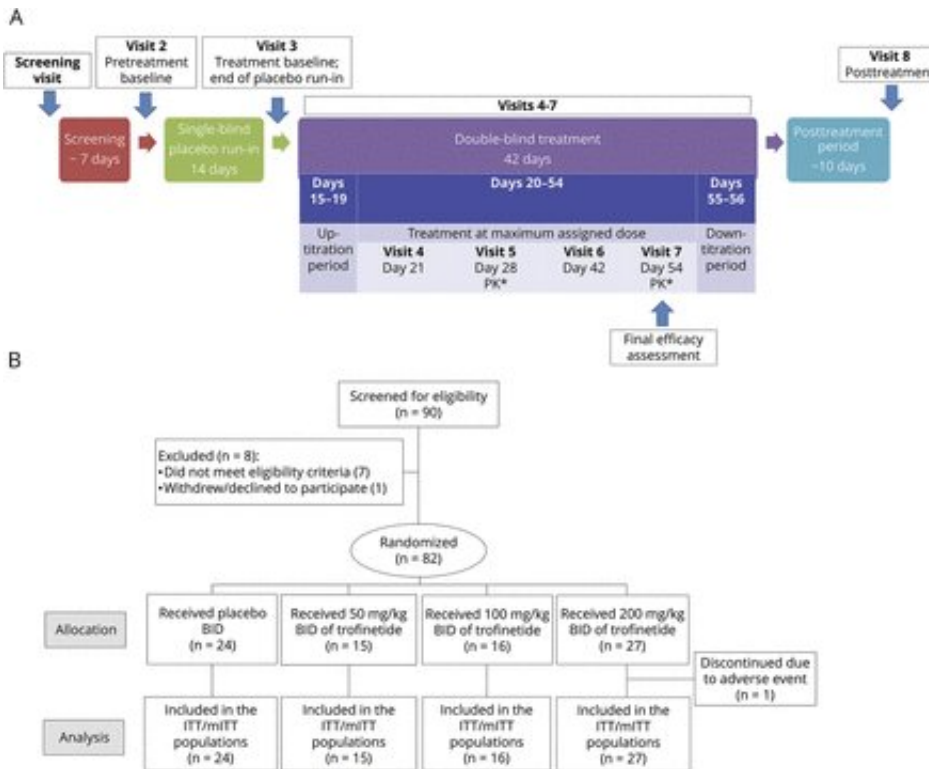 A
Screening
visit
Visit 2
Pretreatment
baseline
Visit 3
Treatment baseline;
end of placebo run-in
Visit 8
Posttreatment
Visits 4-7
Screening
~ 7 days
Single-blind
placebo run-in
14 days
Double-blind treatment
42 days
Posttreatment
period
~10 days
Days
15–19
Days 20–54
Days
55–56
Up-
titration
period
Treatment at maximum assigned dose
Down-
titration
period
Visit 4
Day 21
Visit 5
Day 28
PK*
Visit 6
Day 42
Visit 7
Day 54
PK*
Final efficacy
assessment
B
Screened for eligibility
(n = 90)
Excluded (n = 8):
•Did not meet eligibility criteria (7)
•Withdrew/declined to participate (1)
Randomized
(n = 82)
Allocation
Received placebo
BID
(n = 24)
Received 50 mg/kg
BID of trofinetide
(n = 15)
Received 100 mg/kg
BID of trofinetide
(n = 16)
Received 200 mg/kg
BID of trofinetide
(n = 27)
Discontinued due
to adverse event
(n = 1)
Analysis
Included in the
ITT/mITT
populations
(n = 24)
Included in the
ITT/mITT
populations
(n = 15)
Included in the
ITT/mITT
populations
(n = 16)
Included in the
ITT/mITT
populations
(n = 27)